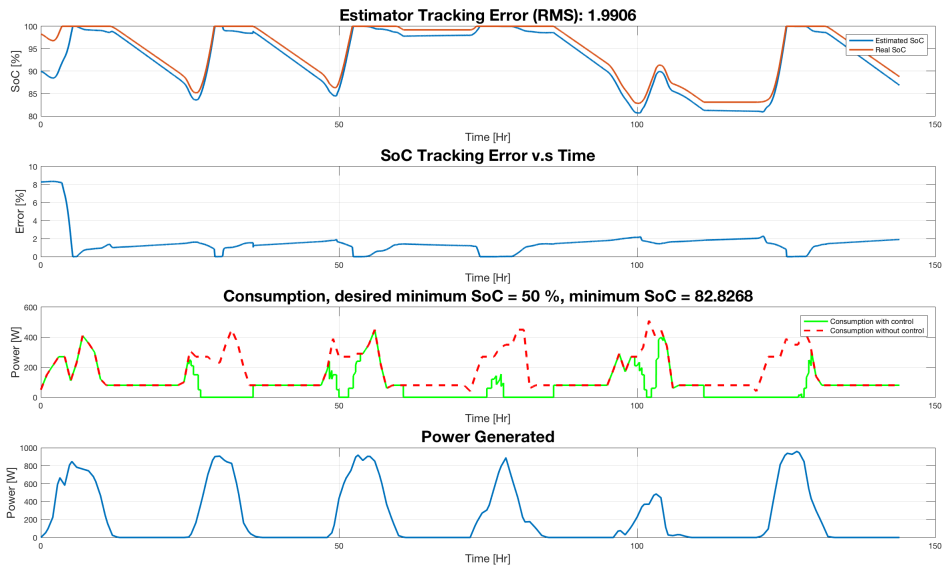 Estimator Tracking Error (RMS): 1.9906
100
95
90
85
80
SoC [%]
Estimated SoC
Real SoC
0
50
100
150
Time [Hr]
SoC Tracking Error v.s Time
10
8
6
4
2
0
Error [%]
0
50
100
150
Time [Hr]
Consumption, desired minimum SoC = 50 %, minimum SoC = 82.8268
600
400
200
0
Power [W]
Consumption with control
Consumption without control
0
50
100
150
Time [Hr]
Power Generated
1000
800
600
400
200
0
Power [W]
0
50
100
150
Time [Hr]